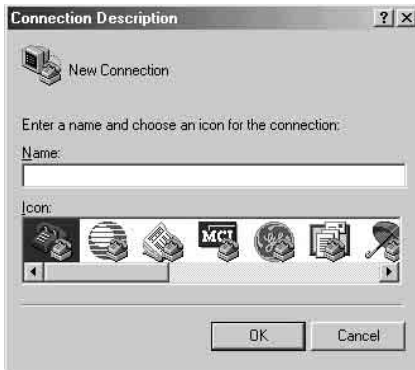 Connection Description
New Connection
Enter a name and choose an icon for the connection:
Name:
Icon:
MCI
OK Cancel